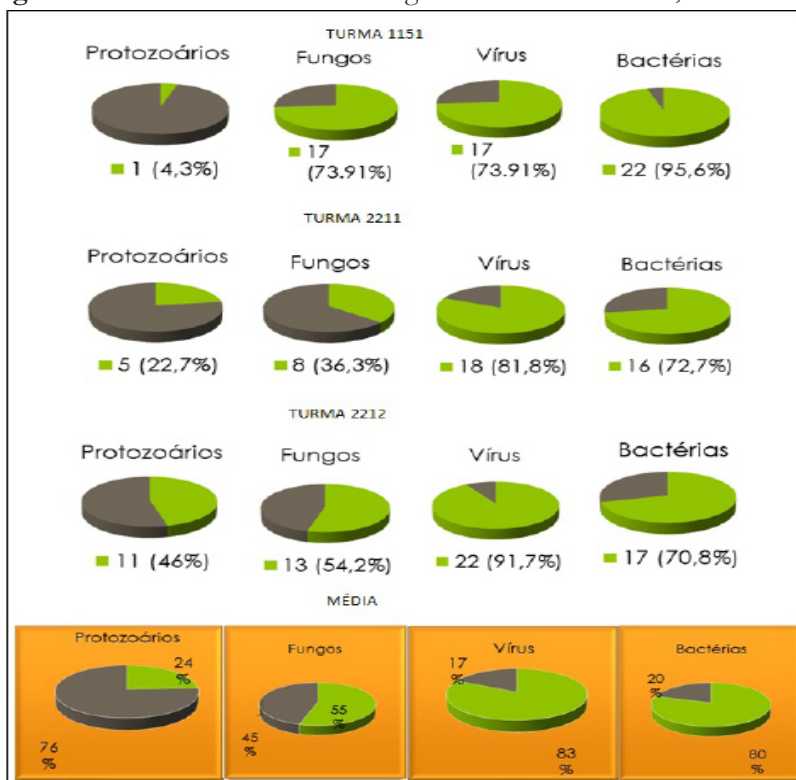 TURMA 1151
Protozoários Fungos Vírus Bactérias
1 (4,3%) 17 (73.91%) 17 (73.91%) 22 (95,6%)
TURMA 2211
Protozoários Fungos Vírus Bactérias
5 (22,7%) 8 (36,3%) 18 (81,8%) 16 (72,7%)
TURMA 2212
Protozoários Fungos Vírus Bactérias
11 (46%) 13 (54,2%) 22 (91,7%) 17 (70,8%)
MÉDIA
Protozoários Fungos Vírus Bactérias
24 % 55 % 17 % 20 %
76 % 45 % 83 % 80 %